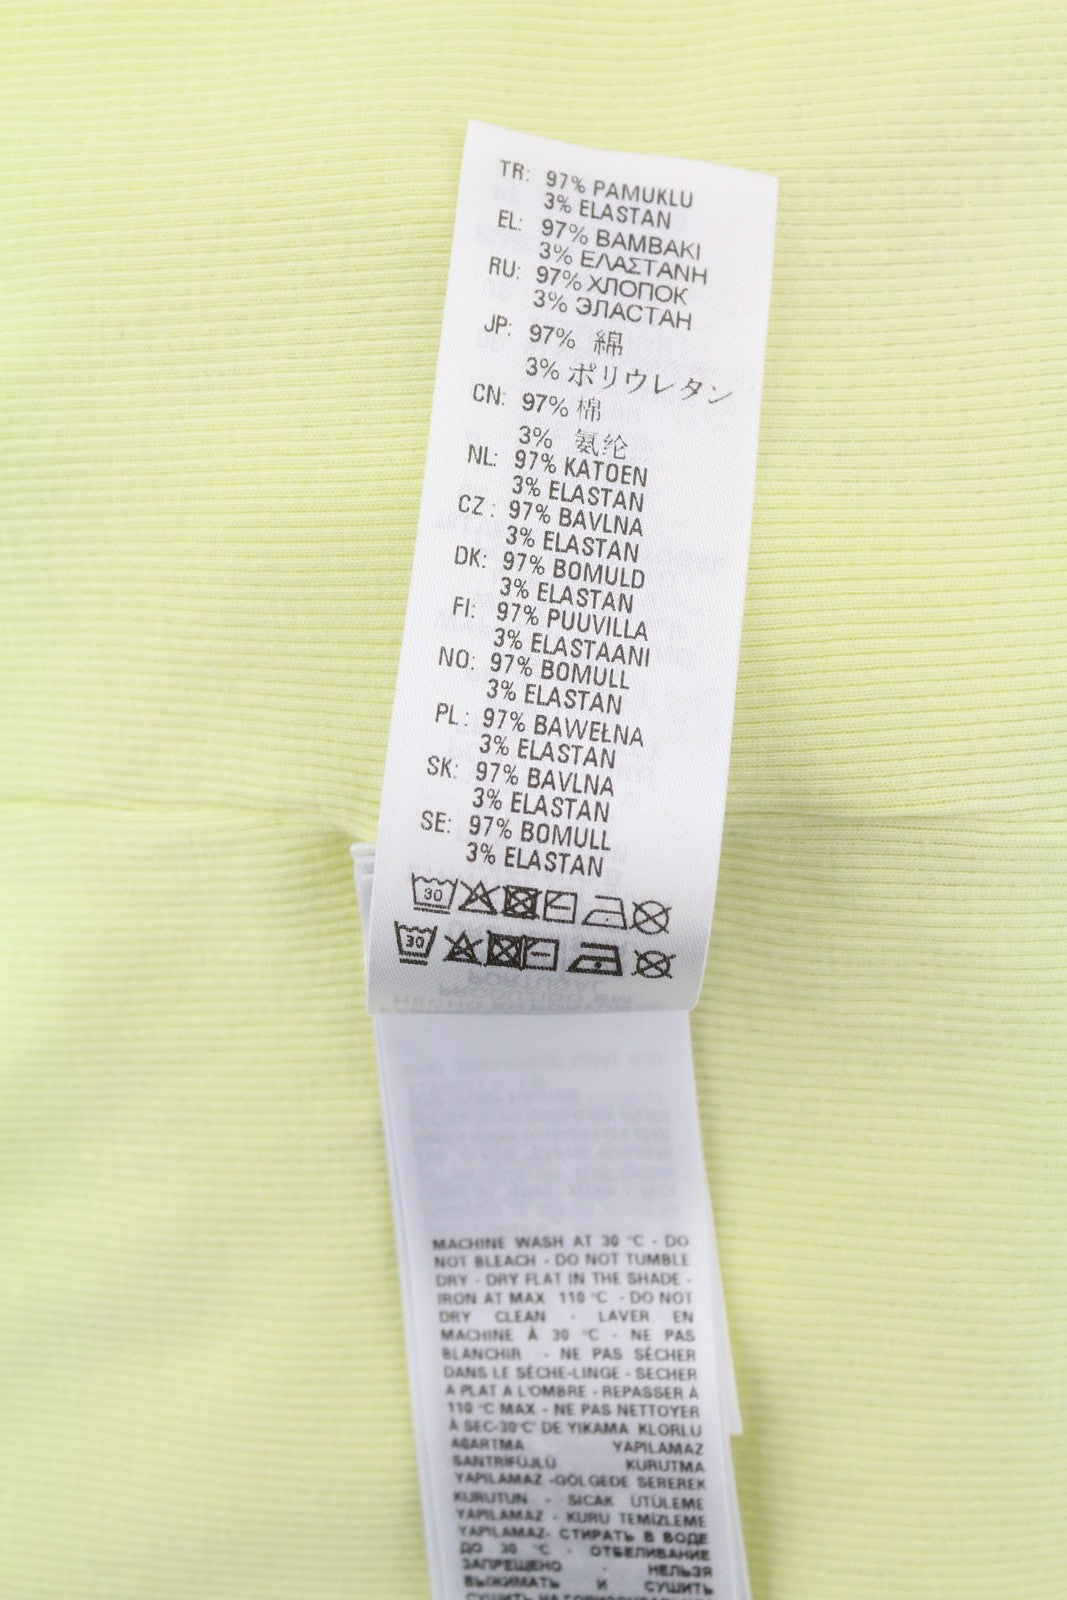 TR: 97% PAMUKLU
3% ELASTAN
EL: 97% ΒΑΜΒΑΚΙ
3% ΕΛΑΣΤΑΝΗ
RU: 97% ХЛОПОК
3% ЭЛАСТАН
JP: 97% 綿
3% ポリウレタン
CN: 97% 棉
3% 氨纶
NL: 97% KATOEN
3% ELASTAN
CZ : 97% BAVLNA
3% ELASTAN
DK: 97% BOMULD
3% ELASTAN
FI: 97% PUUVILLA
3% ELASTAANI
NO: 97% BOMULL
3% ELASTAN
PL : 97% BAWEŁNA
3% ELASTAN
SK: 97% BAVLNA
3% ELASTAN
SE: 97% BOMULL
3% ELASTAN
30
30
MACHINE WASH AT 30 °C - DO
NOT BLEACH - DO NOT TUMBLE
DRY - DRY FLAT IN THE SHADE -
IRON AT MAX 110 °C - DO NOT
DRY CLEAN - LAVER EN
MACHINE À 30 °C - NE PAS
BLANCHIR - NE PAS SÉCHER
DANS LE SÈCHE-LINGE - SECHER
A PLAT A L'OMBRE - REPASSER À
110 °C MAX - NE PAS NETTOYER
À SEC-30°C' DE YIKAMA KLORLU
AĞARTMA YAPILAMAZ
SANTRİFÜJLÜ KURUTMA
YAPILAMAZ -GÖLGEDE SEREREK
KURUTUN - SICAK ÜTÜLEME
YAPILAMAZ - KURU TEMİZLEME
YAPILAMAZ- СТИРАТЬ В ВОДЕ
ДО 30 °C - ОТБЕЛИВАНИЕ
ЗАПРЕЩЕНО - НЕЛЬЗЯ
ВЫЖИМАТЬ И СУШИТЬ